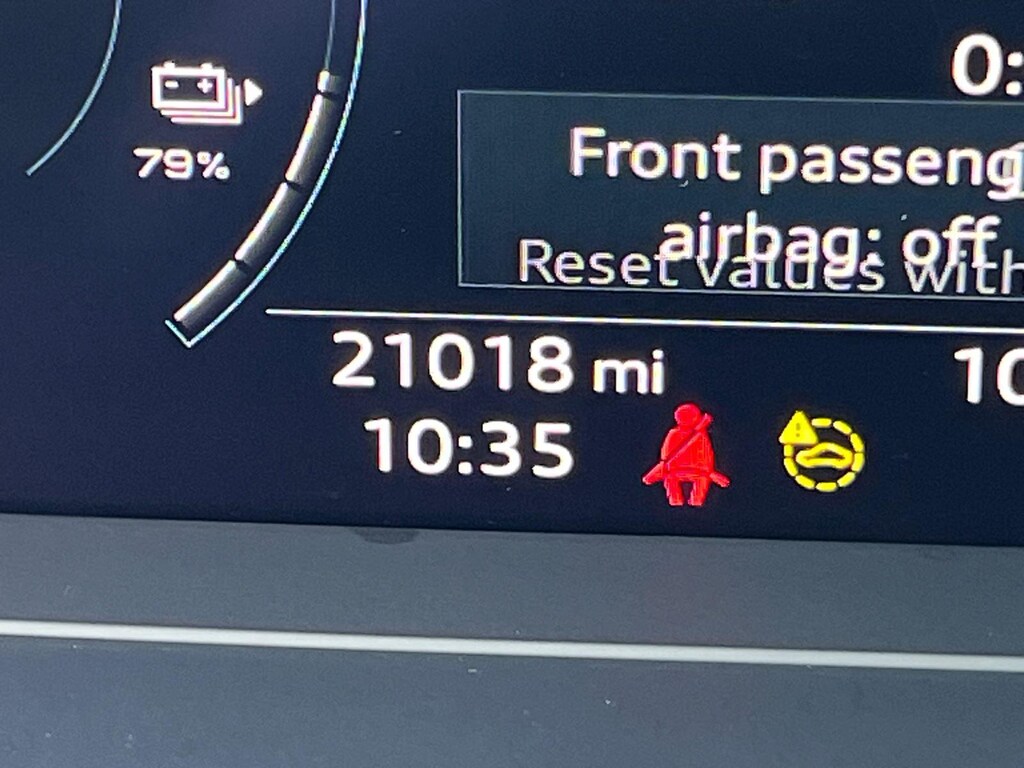 79%
0:
Front passeng
airbag: off
Reset values with
21018 mi
10
10:35